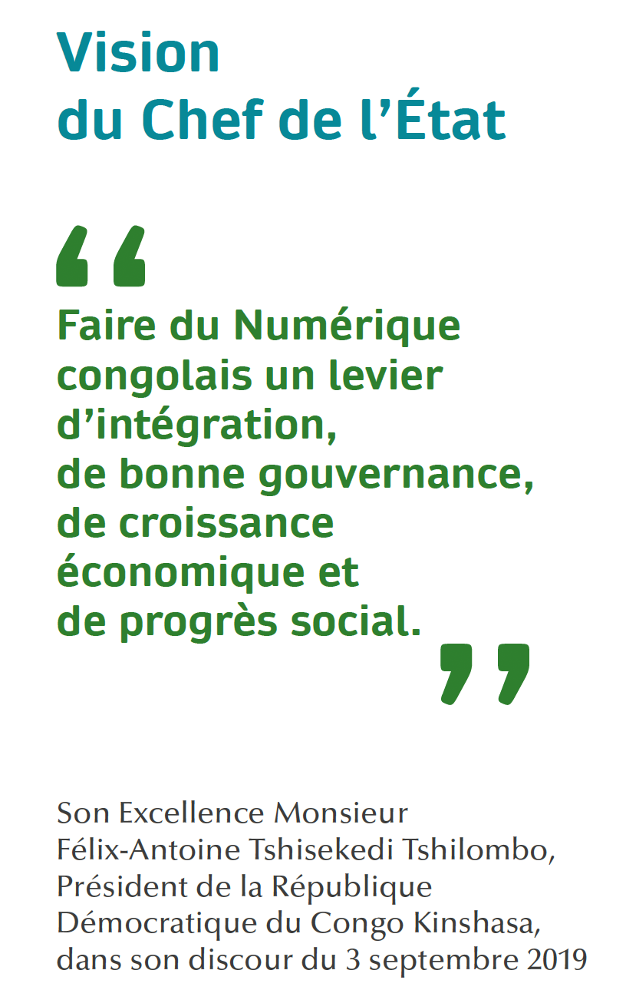 Vision
du Chef de l’État
“
Faire du Numérique
congolais un levier
d’intégration,
de bonne gouvernance,
de croissance
économique et
de progrès social.
”
Son Excellence Monsieur
Félix-Antoine Tshisekedi Tshilombo,
Président de la République
Démocratique du Congo Kinshasa,
dans son discour du 3 septembre 2019